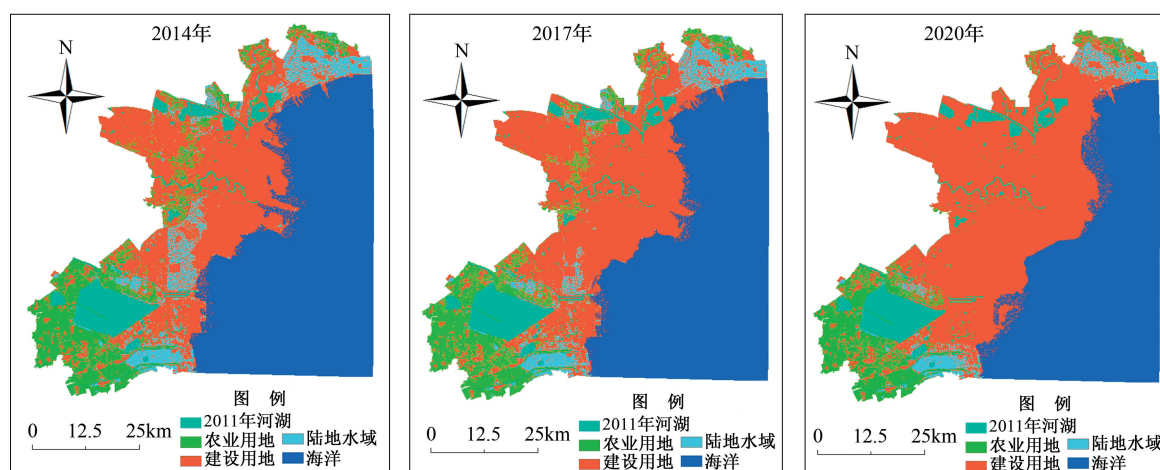 2014年
N
图 例
2011年河湖
农业用地 陆地水域
建设用地 海洋
0 12.5 25km
2017年
N
图 例
2011年河湖
农业用地 陆地水域
建设用地 海洋
0 12.5 25km
2020年
N
图 例
2011年河湖
农业用地 陆地水域
建设用地 海洋
0 12.5 25km